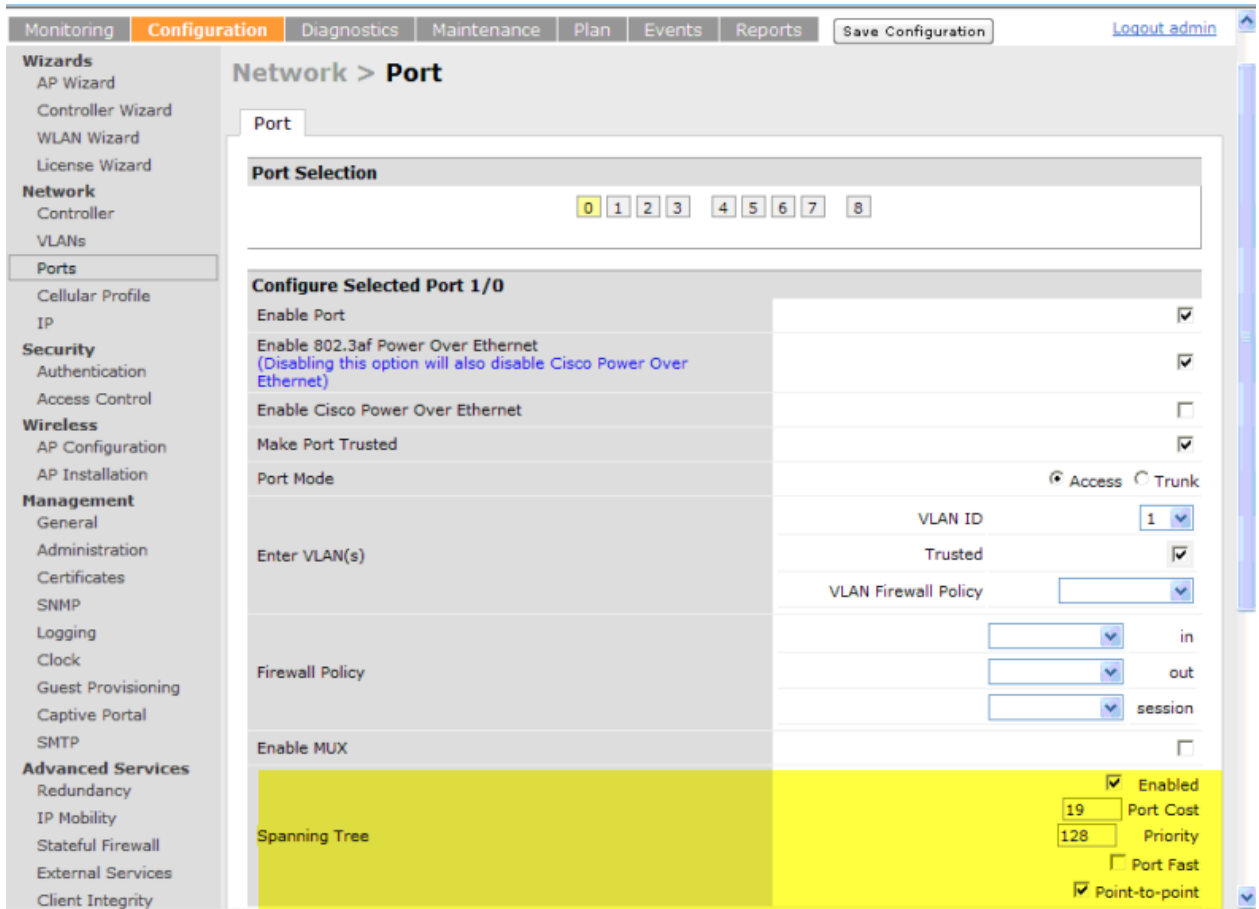 Monitoring Configuration Diagnostics Maintenance Plan Events Reports Save Configuration Logout admin
Wizards
AP Wizard
Controller Wizard
WLAN Wizard
License Wizard
Network
Controller
VLANs
Ports
Cellular Profile
IP
Security
Authentication
Access Control
Wireless
AP Configuration
AP Installation
Management
General
Administration
Certificates
SNMP
Logging
Clock
Guest Provisioning
Captive Portal
SMTP
Advanced Services
Redundancy
IP Mobility
Stateful Firewall
External Services
Client Integrity
Network > Port
Port
Port Selection
0 1 2 3 4 5 6 7 8
Configure Selected Port 1/0
Enable Port
Enable 802.3af Power Over Ethernet
(Disabling this option will also disable Cisco Power Over
Ethernet)
Enable Cisco Power Over Ethernet
Make Port Trusted
Port Mode Access Trunk
Enter VLAN(s)
VLAN ID 1
Trusted
VLAN Firewall Policy
Firewall Policy
in
out
session
Enable MUX
Spanning Tree
Enabled
19 Port Cost
128 Priority
Port Fast
Point-to-point